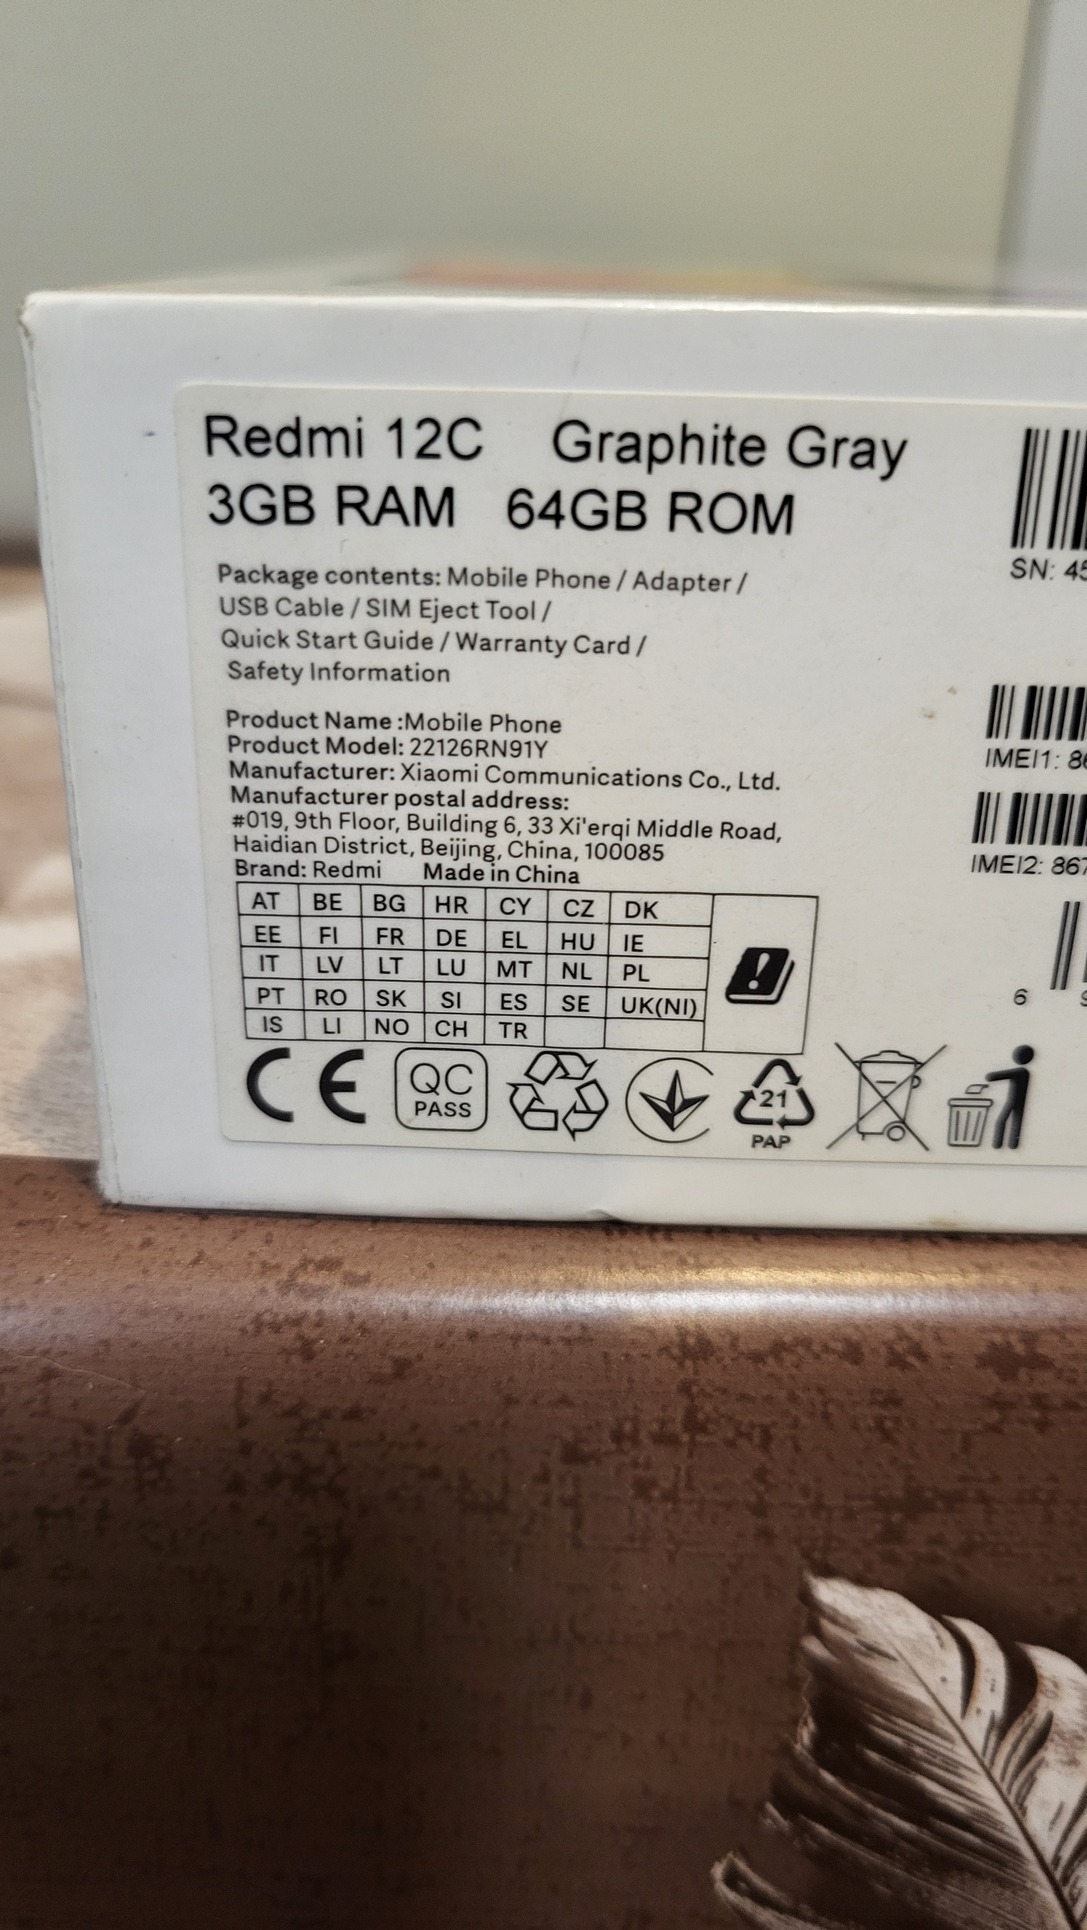 Redmi 12C Graphite Gray
3GB RAM 64GB ROM
Package contents: Mobile Phone / Adapter /
USB Cable / SIM Eject Tool /
Quick Start Guide / Warranty Card /
Safety Information
Product Name :Mobile Phone
Product Model: 22126RN91Y
Manufacturer: Xiaomi Communications Co., Ltd.
Manufacturer postal address:
#019, 9th Floor, Building 6, 33 Xi'erqi Middle Road,
Haidian District, Beijing, China, 100085
Brand: Redmi Made in China
AT BE BG HR CY CZ DK
EE FI FR DE EL HU IE
IT LV LT LU MT NL PL
PT RO SK SI ES SE UK(NI)
IS LI NO CH TR
CE QC
PASS
21
PAP
SN: 45
IMEI1: 86
IMEI2: 867
6